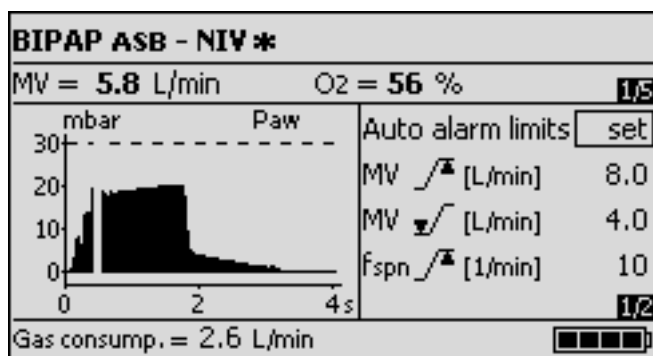 BIPAP ASB - NIV *
MV = 5.8 L/min O2 = 56 %
1/5
mbar Paw
30
20
10
0
0 2 4 s
Auto alarm limits set
MV [L/min] 8.0
MV [L/min] 4.0
fspn [1/min] 10
1/2
Gas consump. = 2.6 L/min